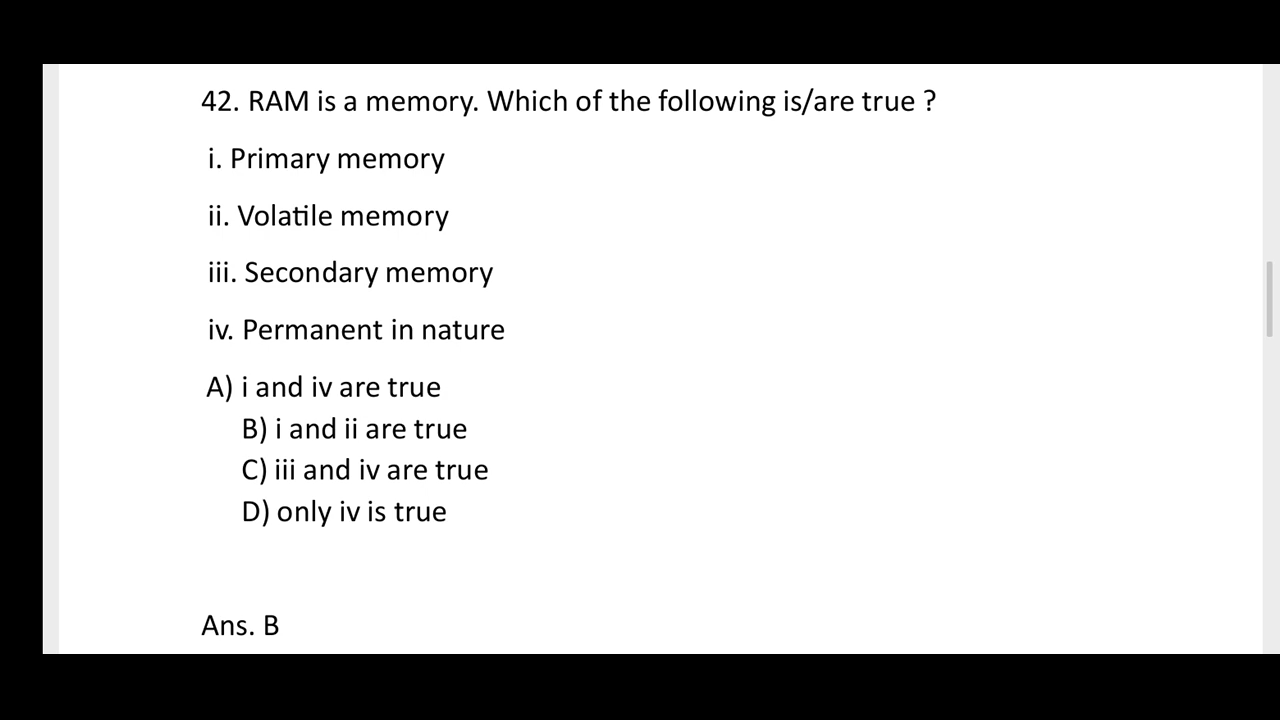 42. RAM is a memory. Which of the following is/are true ?
i. Primary memory
ii. Volatile memory
iii. Secondary memory
iv. Permanent in nature
A) i and iv are true
B) i and ii are true
C) iii and iv are true
D) only iv is true
Ans. B